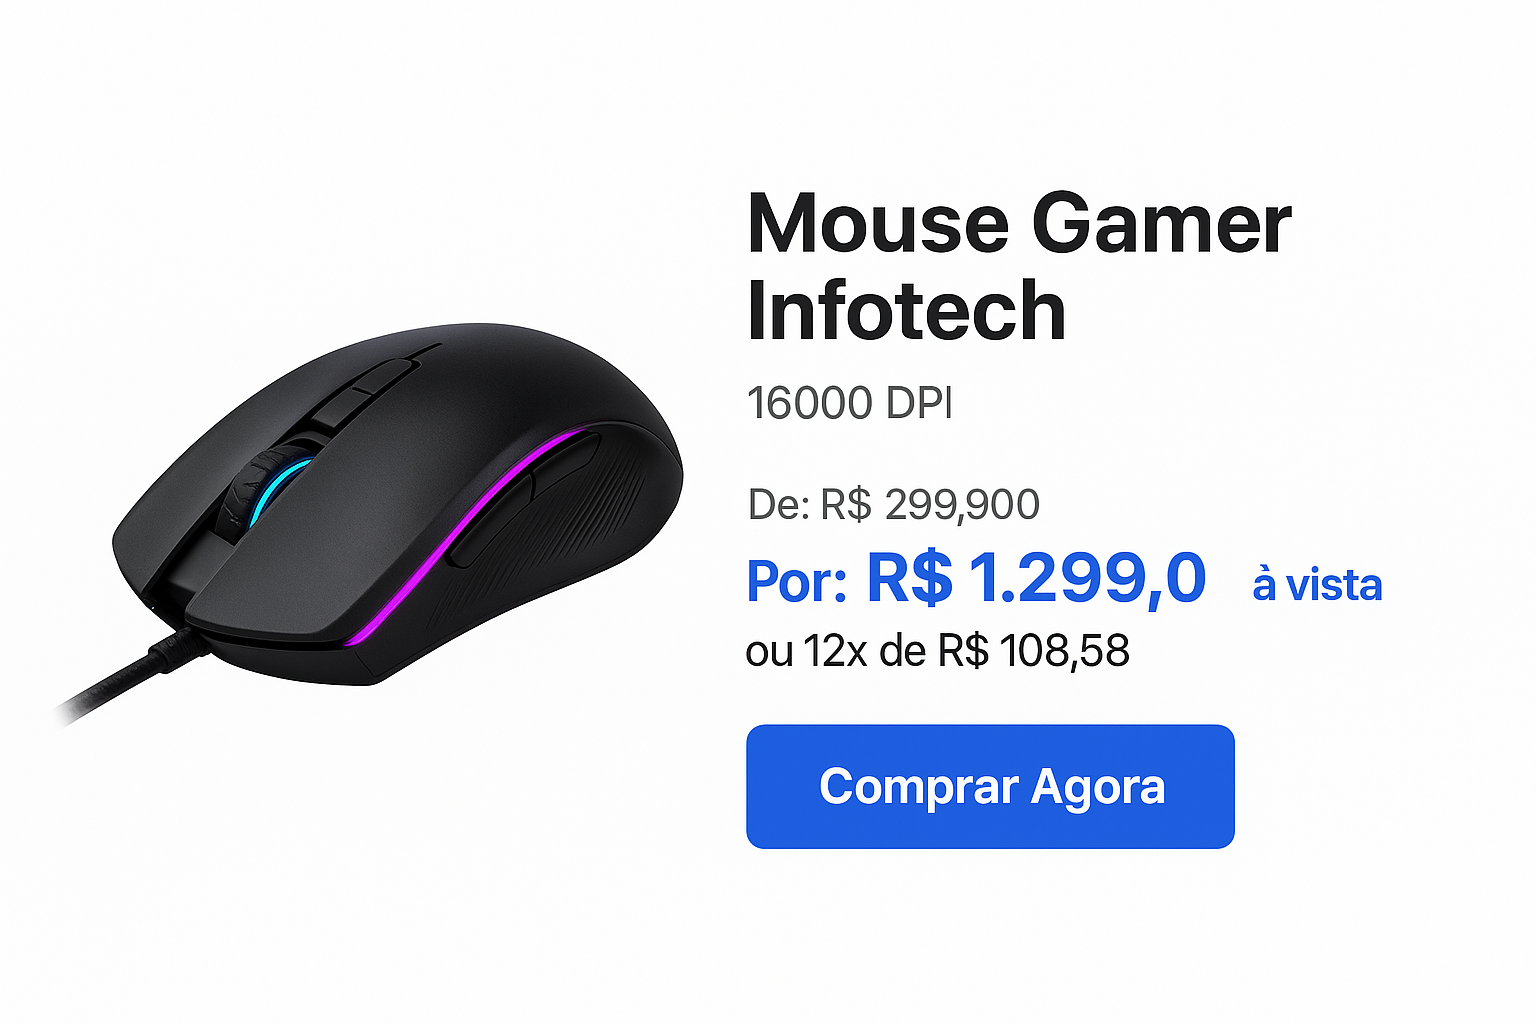 Mouse Gamer
Infotech
16000 DPI
De: R$ 299,900
Por: R$ 1.299,0 à vista
ou 12x de R$ 108,58
Comprar Agora